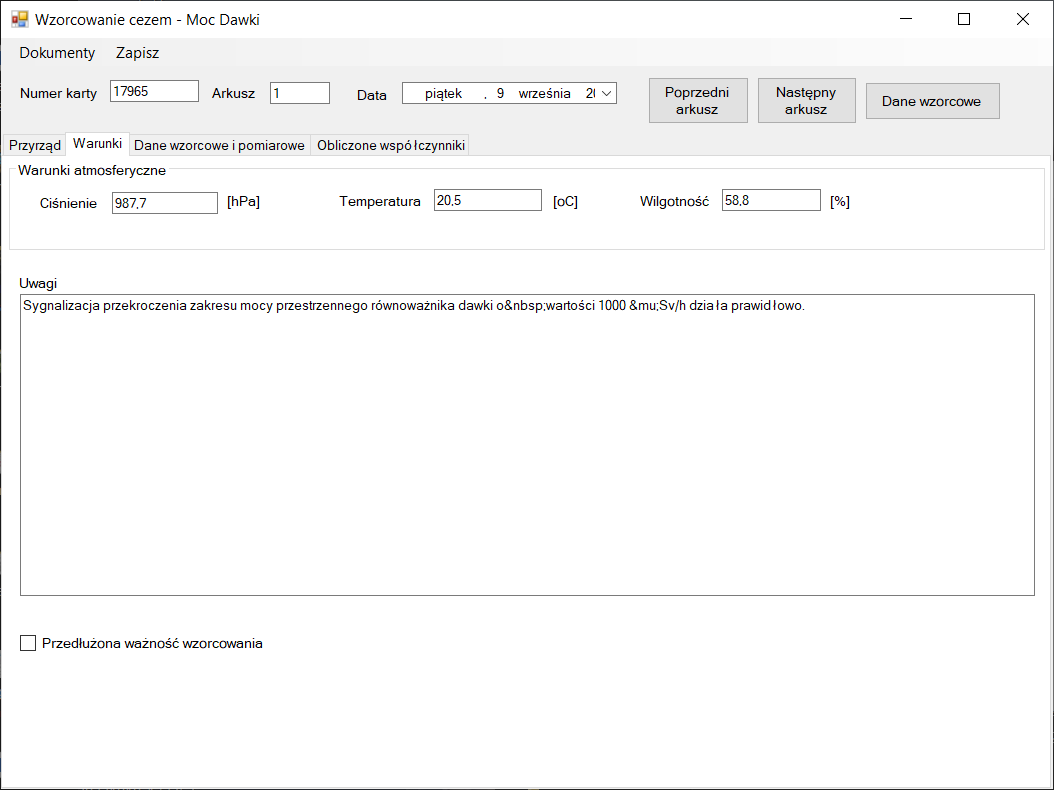 Wzorcowanie cezem - Moc Dawki
Dokumenty Zapisz
Numer karty 17965 Arkusz 1 Data piątek , 9 września Poprzedni arkusz Następny arkusz Dane wzorcowe
Przyrząd Warunki Dane wzorcowe i pomiarowe Obliczone współczynniki
Warunki atmosferyczne
Ciśnienie 987,7 [hPa] Temperatura 20,5 [oC] Wilgotność 58,8 [%]
Uwagi
Sygnalizacja przekroczenia zakresu mocy przestrzennego równoważnika dawki o&nbsp;wartości 1000 &mu;Sv/h działa prawidłowo.
Przedłużona ważność wzorcowania